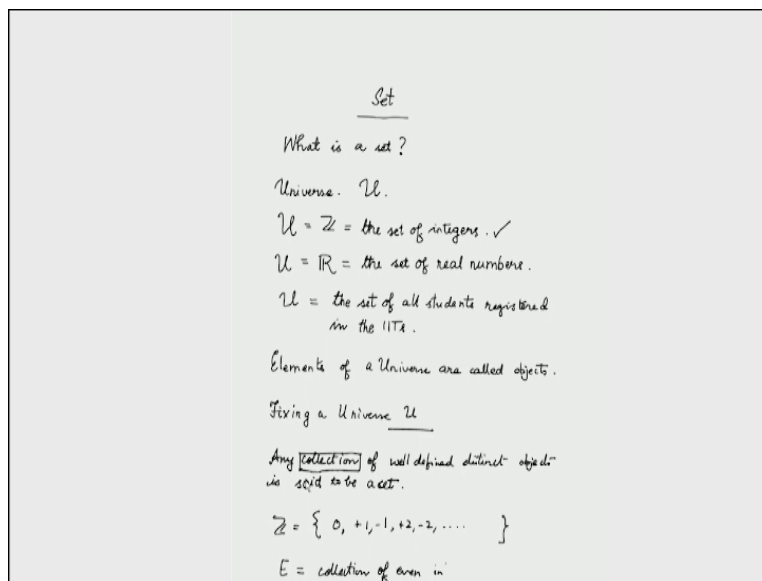 Set
What is a set?
Universe. U.
U = ℤ = the set of integers. ✓
U = ℝ = the set of real numbers.
U = the set of all students registered
in the IITs.
Elements of a Universe are called objects.
Fixing a Universe U
Any collection of well defined distinct objects
is said to be a set.
ℤ = { 0, +1, -1, +2, -2, .... }
E = collection of even in